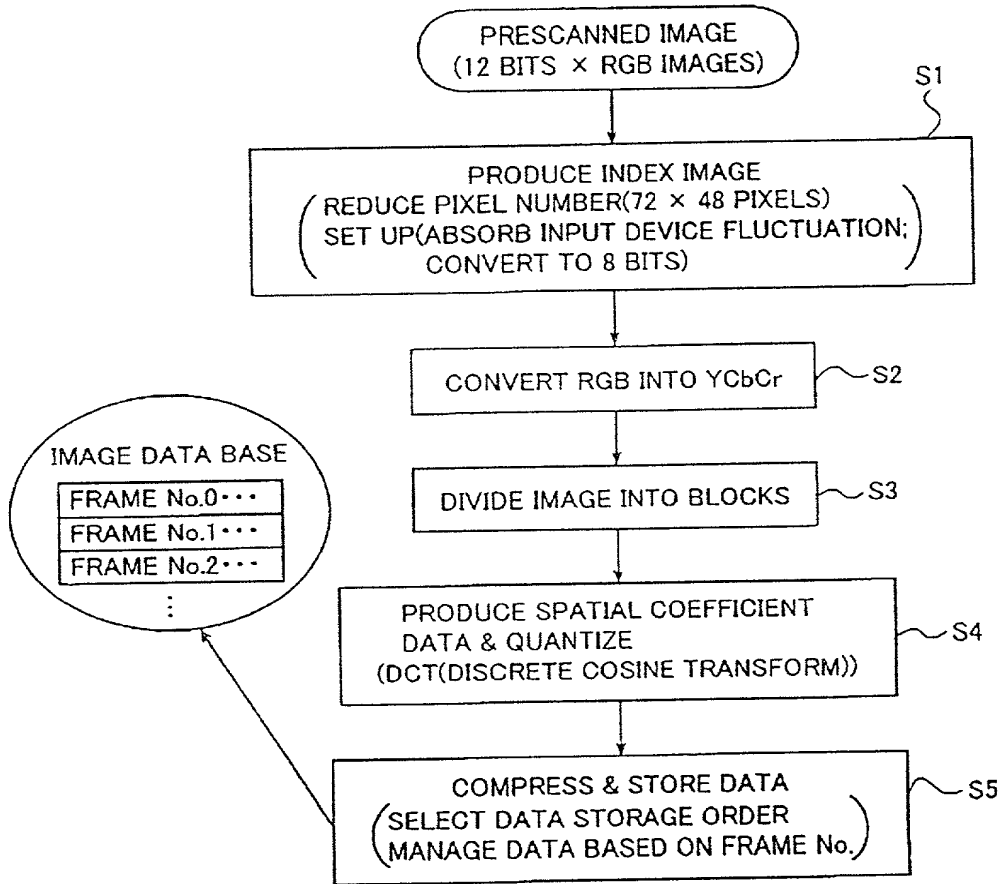 PRESCANNED IMAGE
(12 BITS × RGB IMAGES)
S1
PRODUCE INDEX IMAGE
(REDUCE PIXEL NUMBER(72 × 48 PIXELS)
SET UP(ABSORB INPUT DEVICE FLUCTUATION;
CONVERT TO 8 BITS))
CONVERT RGB INTO YCbCr
S2
DIVIDE IMAGE INTO BLOCKS
S3
PRODUCE SPATIAL COEFFICIENT
DATA & QUANTIZE
(DCT(DISCRETE COSINE TRANSFORM))
S4
COMPRESS & STORE DATA
(SELECT DATA STORAGE ORDER
MANAGE DATA BASED ON FRAME No.)
S5
IMAGE DATA BASE
FRAME No.0・・・
FRAME No.1・・・
FRAME No.2・・・
⋮